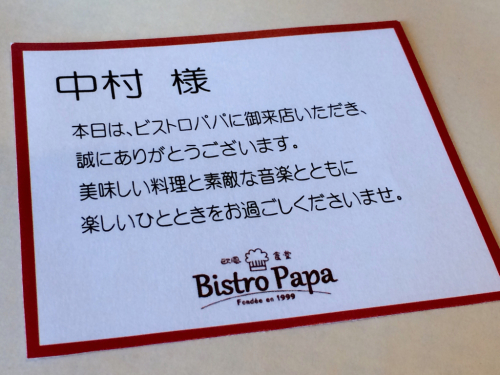 中村 様
本日は、ビストロパパに御来店いただき、
誠にありがとうございます。
美味しい料理と素敵な音楽とともに
楽しいひとときをお過ごしくださいませ。
食堂
Bistro Papa
Fondée en 1999